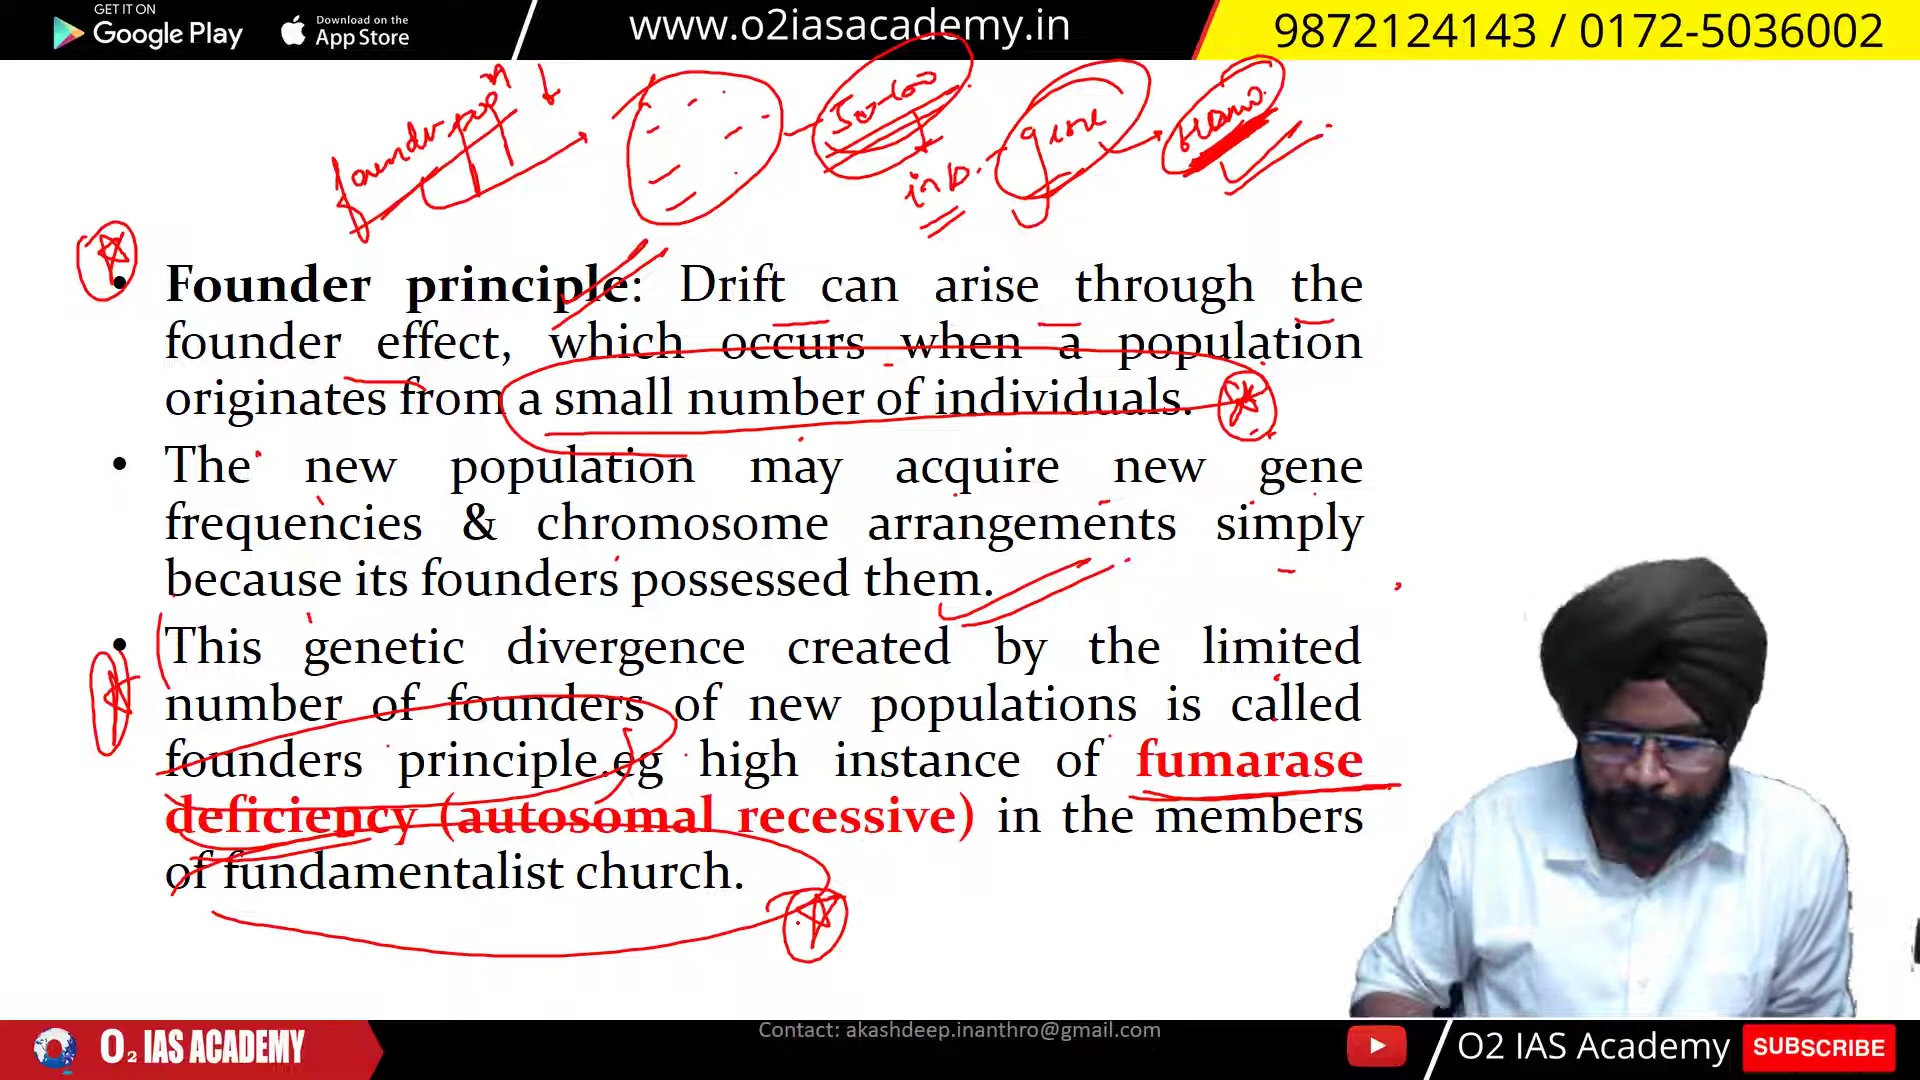 GET IT ON
Google Play
Download on the
App Store
www.o2iasacademy.in
9872124143 / 0172-5036002
founder popn ↓
50-100
gene
Homo.
• Founder principle: Drift can arise through the
founder effect, which occurs when a population
originates from a small number of individuals.
• The new population may acquire new gene
frequencies & chromosome arrangements simply
because its founders possessed them.
• This genetic divergence created by the limited
number of founders of new populations is called
founders principle.eg high instance of fumarase
deficiency (autosomal recessive) in the members
of fundamentalist church.
O2 IAS ACADEMY
Contact: akashdeep.inanthro@gmail.com
O2 IAS Academy
SUBSCRIBE